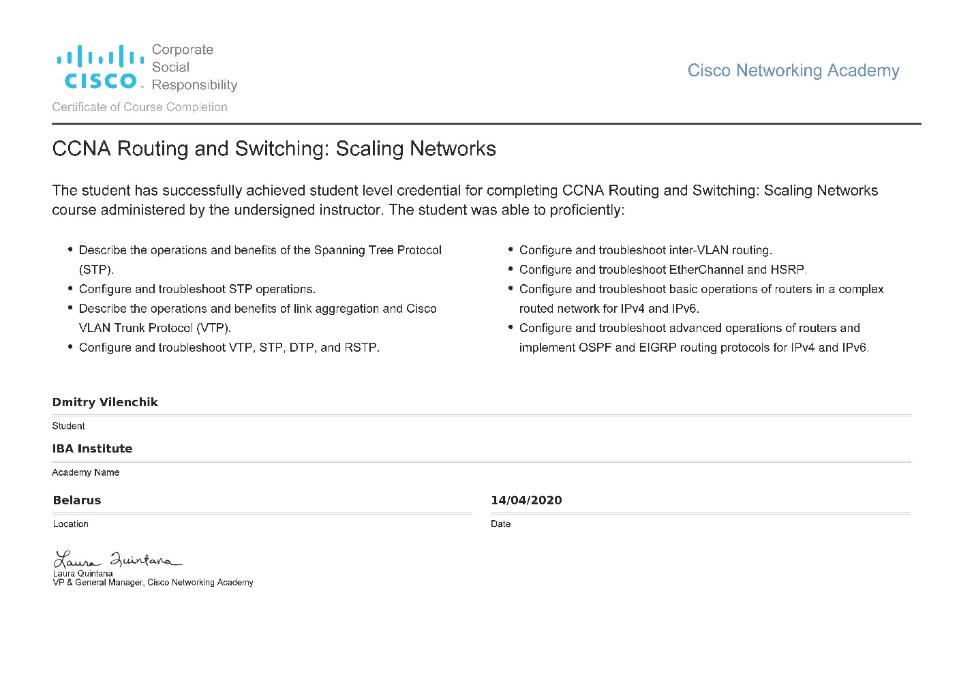 Corporate
Social
Responsibility
CISCO
Cisco Networking Academy
Certificate of Course Completion
CCNA Routing and Switching: Scaling Networks
The student has successfully achieved student level credential for completing CCNA Routing and Switching: Scaling Networks
course administered by the undersigned instructor. The student was able to proficiently:
• Describe the operations and benefits of the Spanning Tree Protocol
(STP).
• Configure and troubleshoot STP operations.
• Describe the operations and benefits of link aggregation and Cisco
VLAN Trunk Protocol (VTP).
• Configure and troubleshoot VTP, STP, DTP, and RSTP.
• Configure and troubleshoot inter-VLAN routing.
• Configure and troubleshoot EtherChannel and HSRP.
• Configure and troubleshoot basic operations of routers in a complex
routed network for IPv4 and IPv6.
• Configure and troubleshoot advanced operations of routers and
implement OSPF and EIGRP routing protocols for IPv4 and IPv6.
Dmitry Vilenchik
Student
IBA Institute
Academy Name
Belarus
Location
14/04/2020
Date
Laura Quintana
Laura Quintana
VP & General Manager, Cisco Networking Academy